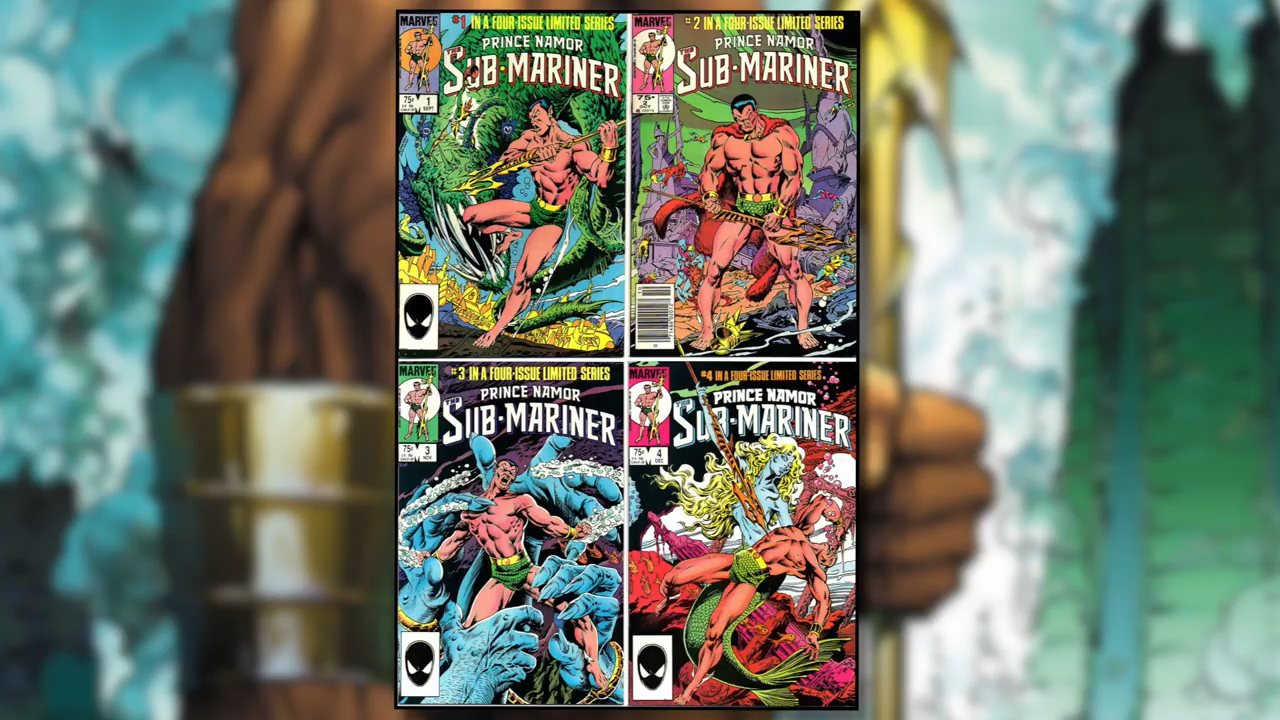 MARVEL
#1 IN A FOUR-ISSUE LIMITED SERIES
PRINCE NAMOR
THE
SUB-MARINER
75¢
1
SEPT
MARVEL
#2 IN A FOUR-ISSUE LIMITED SERIES
PRINCE NAMOR
THE
SUB-MARINER
75¢
2
OCT
MARVEL
#3 IN A FOUR-ISSUE LIMITED SERIES
PRINCE NAMOR
THE
SUB-MARINER
75¢
3
NOV
MARVEL
#4 IN A FOUR-ISSUE LIMITED SERIES
PRINCE NAMOR
THE
SUB-MARINER
75¢
4
DEC